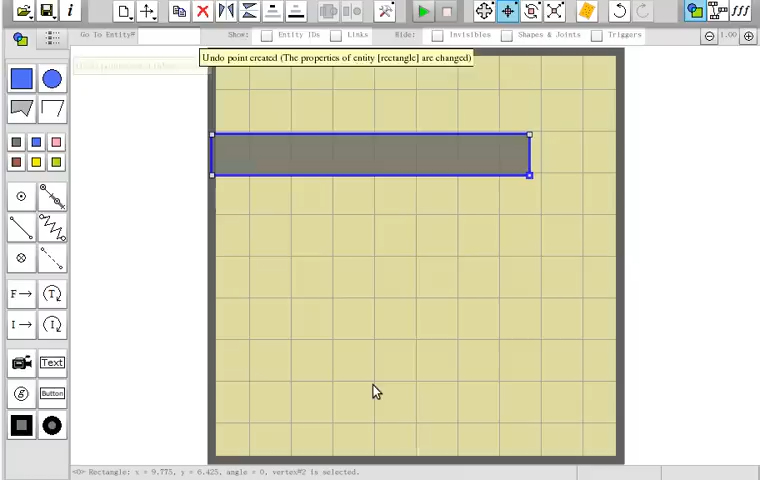 Go To Entity#
Show:
Entity IDs
Links
Hide:
Invisibles
Shapes & Joints
Triggers
1.00
Undo point created (The properties of entity [rectangle] are changed)
F
T
I
I
Text
g
Button
<0> Rectangle: x = 9.775, y = 6.425, angle = 0, vertex#2 is selected.